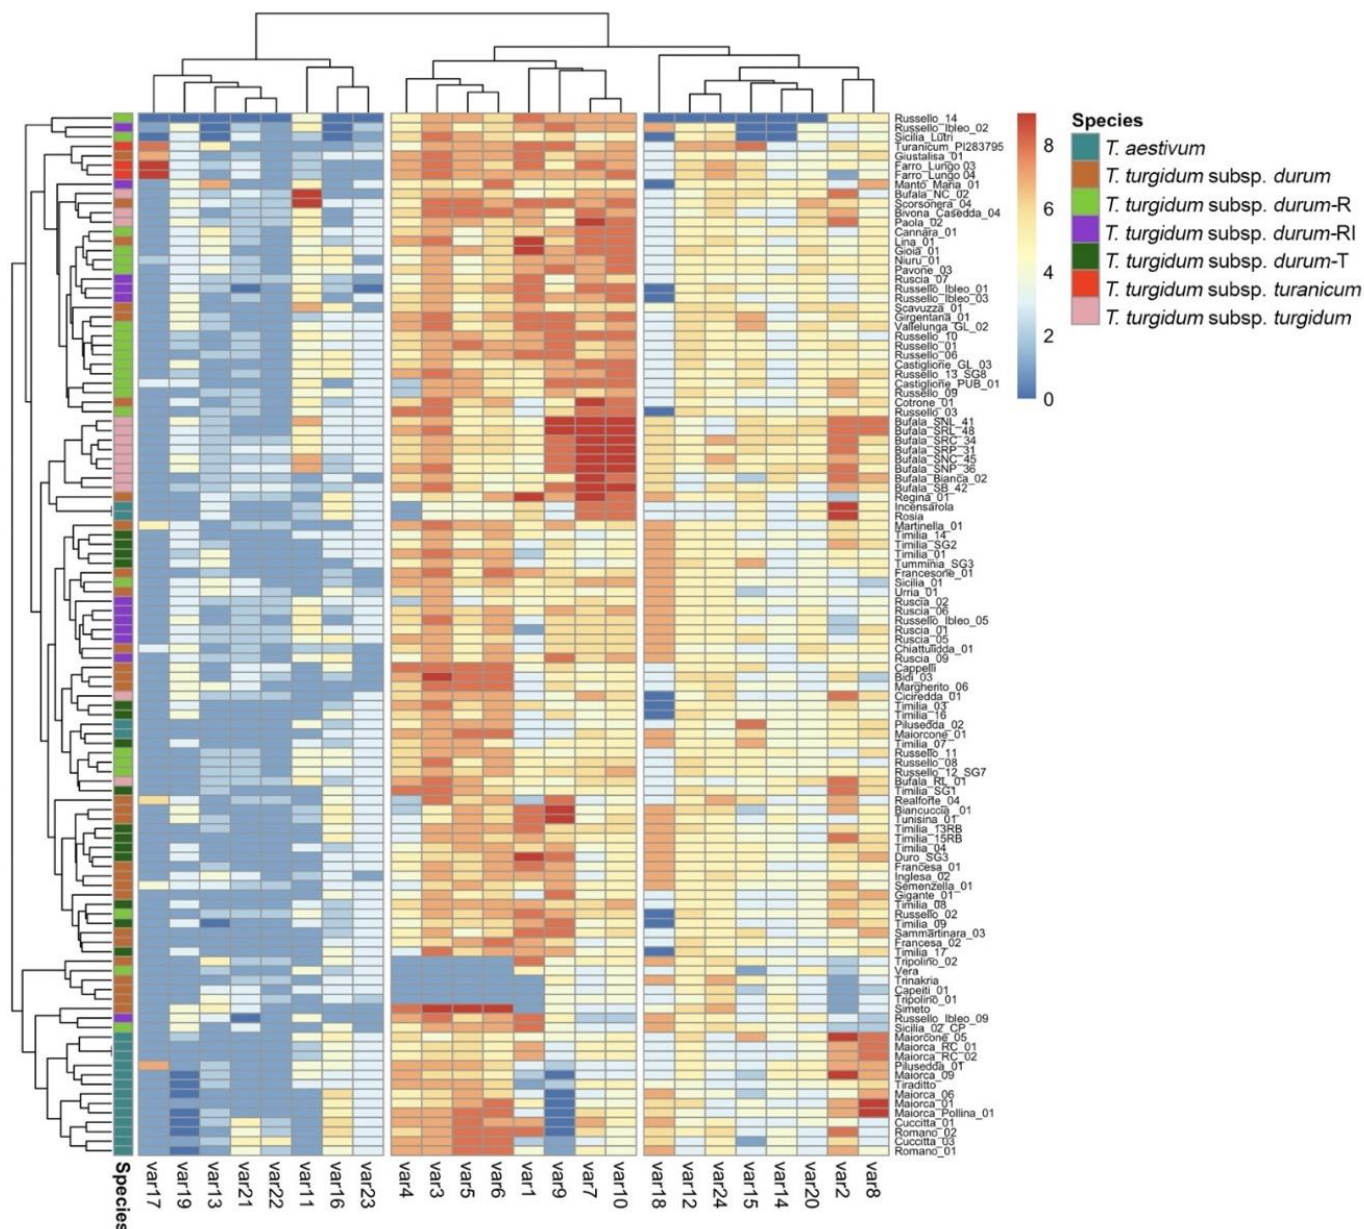 Russello_14
Russello_Ibleo_02
Sicilia_Lutri
Turanicum_PI283795
Giustalisa_01
Farro_Lungo 03
Farro_Lungo 04
Manto_Maria_01
Bufala_NC_02
Scorsonera_04
Bivona_Casedda_04
Paola_02
Cannara_01
Lina_01
Gioia_01
Niuru_01
Pavone_03
Ruscia_07
Russello_Ibleo_01
Russello_Ibleo_03
Scavuzza_01
Girgentana_01
Vallelunga_GL_02
Russello_10
Russello_01
Russello_06
Castiglione_GL_03
Russello_13_SG8
Castiglione_PUB_01
Russello_09
Cotrone_01
Russello_03
Bufala_SNL_41
Bufala_SRL_48
Bufala_SRC_34
Bufala_SRP_31
Bufala_SNC_45
Bufala_SNP_36
Bufala_Bianca_02
Bufala_SB_42
Regina_01
Incensarola
Rosia
Martinella_01
Timilia_14
Timilia_SG2
Timilia_01
Tumminia_SG3
Francesone_01
Sicilia_01
Urria_01
Ruscia_02
Ruscia_06
Russello_Ibleo_05
Ruscia_01
Ruscia_05
Chiattulidda_01
Ruscia_09
Cappelli
Bidi_03
Margherito_06
Ciciredda_01
Timilia_03
Timilia_16
Pilusedda_02
Maiorcone_01
Timilia_07
Russello_11
Russello_08
Russello_12_SG7
Bufala_RL_01
Timilia_SG1
Realforte_04
Biancuccia_01
Tunisina_01
Timilia_13RB
Timilia_15RB
Timilia_04
Duro_SG3
Francesa_01
Inglesa_02
Semenzella_01
Gigante_01
Timilia_08
Russello_02
Timilia_09
Sammartinara_03
Francesa_02
Timilia_17
Tripolino_02
Vera
Trinakria
Capeiti_01
Tripolino_01
Simeto
Russello_Ibleo_09
Sicilia_02_CP
Maiorcone_05
Maiorca_RC_01
Maiorca_RC_02
Pilusedda_01
Maiorca_09
Tiraditto
Maiorca_06
Maiorca_01
Maiorca_Pollina_01
Cuccitta_01
Romano_02
Cuccitta_03
Romano_01
Species var17 var19 var13 var21 var22 var11 var16 var23 var4 var3 var5 var6 var1 var9 var7 var10 var18 var12 var24 var15 var14 var20 var2 var8
8
6
4
2
0
Species
T. aestivum
T. turgidum subsp. durum
T. turgidum subsp. durum-R
T. turgidum subsp. durum-RI
T. turgidum subsp. durum-T
T. turgidum subsp. turanicum
T. turgidum subsp. turgidum